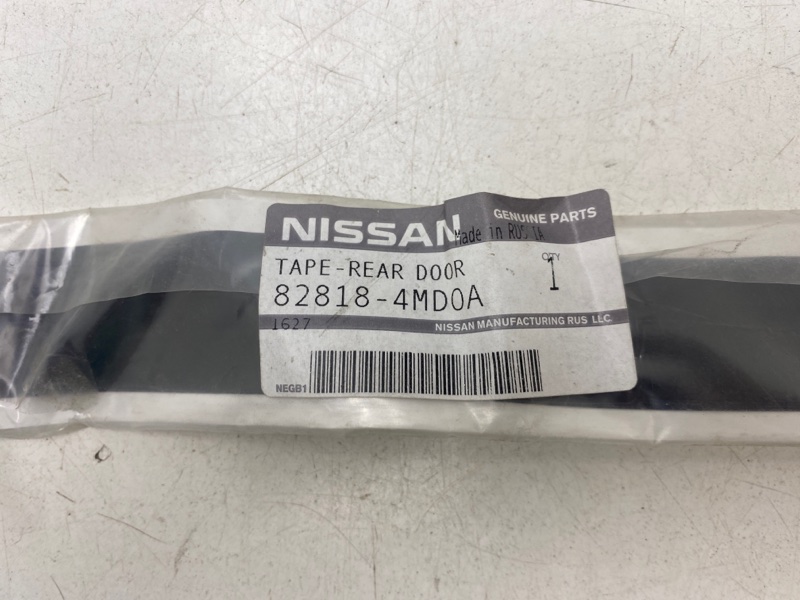 NISSAN
GENUINE PARTS
Made in RUSSIA
TAPE-REAR DOOR
QTY
1
82818-4MD0A
1627
NISSAN MANUFACTURING RUS LLC
NEGB1